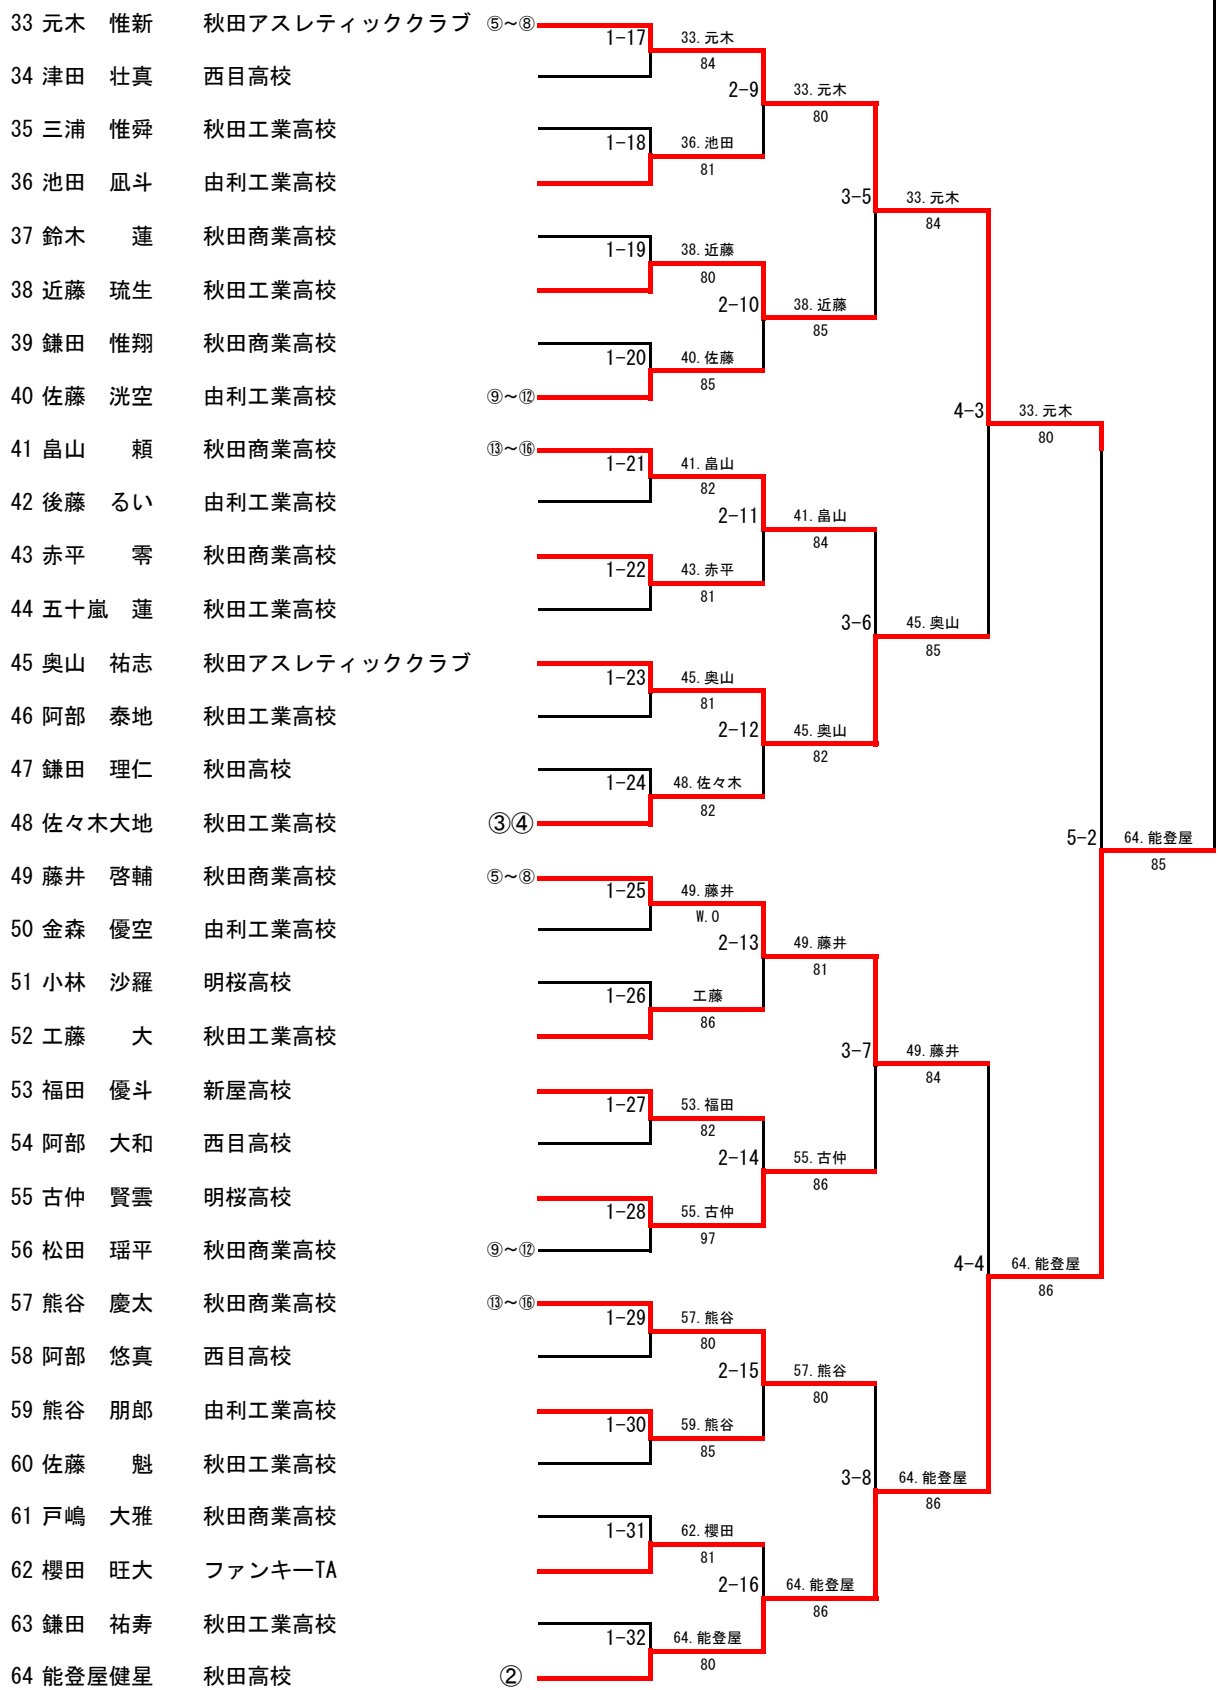 33 元木　惟新 秋田アスレティッククラブ ⑤～⑧
1-17 33.元木
84
34 津田　壮真 西目高校
2-9 33.元木
80
35 三浦　惟舜 秋田工業高校
1-18 36.池田
81
36 池田　凪斗 由利工業高校
3-5 33.元木
84
37 鈴木　　蓮 秋田商業高校
1-19 38.近藤
80
38 近藤　琉生 秋田工業高校
2-10 38.近藤
85
39 鎌田　惟翔 秋田商業高校
1-20 40.佐藤
85
40 佐藤　洸空 由利工業高校 ⑨～⑫
4-3 33.元木
80
41 畠山　　頼 秋田商業高校 ⑬～⑯
1-21 41.畠山
82
42 後藤　るい 由利工業高校
2-11 41.畠山
84
43 赤平　　零 秋田商業高校
1-22 43.赤平
81
44 五十嵐　蓮 秋田工業高校
3-6 45.奥山
85
45 奥山　祐志 秋田アスレティッククラブ
1-23 45.奥山
81
46 阿部　泰地 秋田工業高校
2-12 45.奥山
82
47 鎌田　理仁 秋田高校
1-24 48.佐々木
82
48 佐々木大地 秋田工業高校 ③④
5-2 64.能登屋
85
49 藤井　啓輔 秋田商業高校 ⑤～⑧
1-25 49.藤井
W.O
50 金森　優空 由利工業高校
2-13 49.藤井
81
51 小林　沙羅 明桜高校
1-26 工藤
86
52 工藤　　大 秋田工業高校
3-7 49.藤井
84
53 福田　優斗 新屋高校
1-27 53.福田
82
54 阿部　大和 西目高校
2-14 55.古仲
86
55 古仲　賢雲 明桜高校
1-28 55.古仲
97
56 松田　瑶平 秋田商業高校 ⑨～⑫
4-4 64.能登屋
86
57 熊谷　慶太 秋田商業高校 ⑬～⑯
1-29 57.熊谷
80
58 阿部　悠真 西目高校
2-15 57.熊谷
80
59 熊谷　朋郎 由利工業高校
1-30 59.熊谷
85
60 佐藤　　魁 秋田工業高校
3-8 64.能登屋
86
61 戸嶋　大雅 秋田商業高校
1-31 62.櫻田
81
62 櫻田　旺大 ファンキーTA
2-16 64.能登屋
86
63 鎌田　祐寿 秋田工業高校
1-32 64.能登屋
80
64 能登屋健星 秋田高校 ②